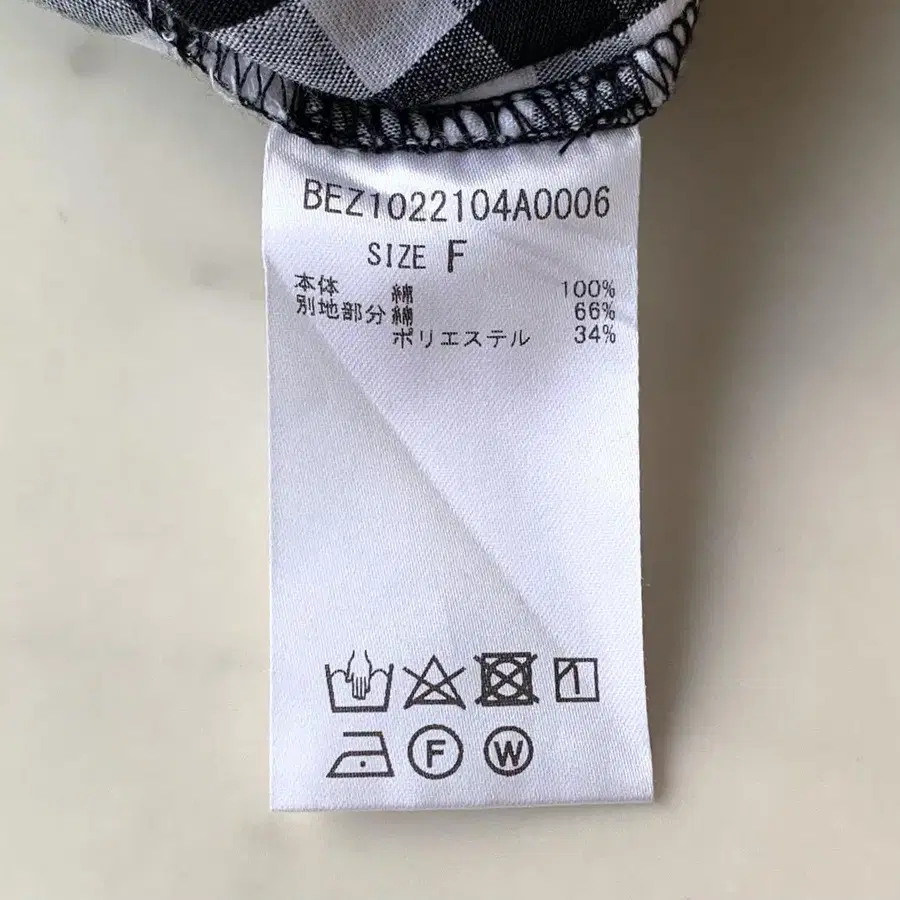 BEZ1022104A0006
SIZE F
本体 綿 100%
別地部分 綿 66%
ポリエステル 34%
F W